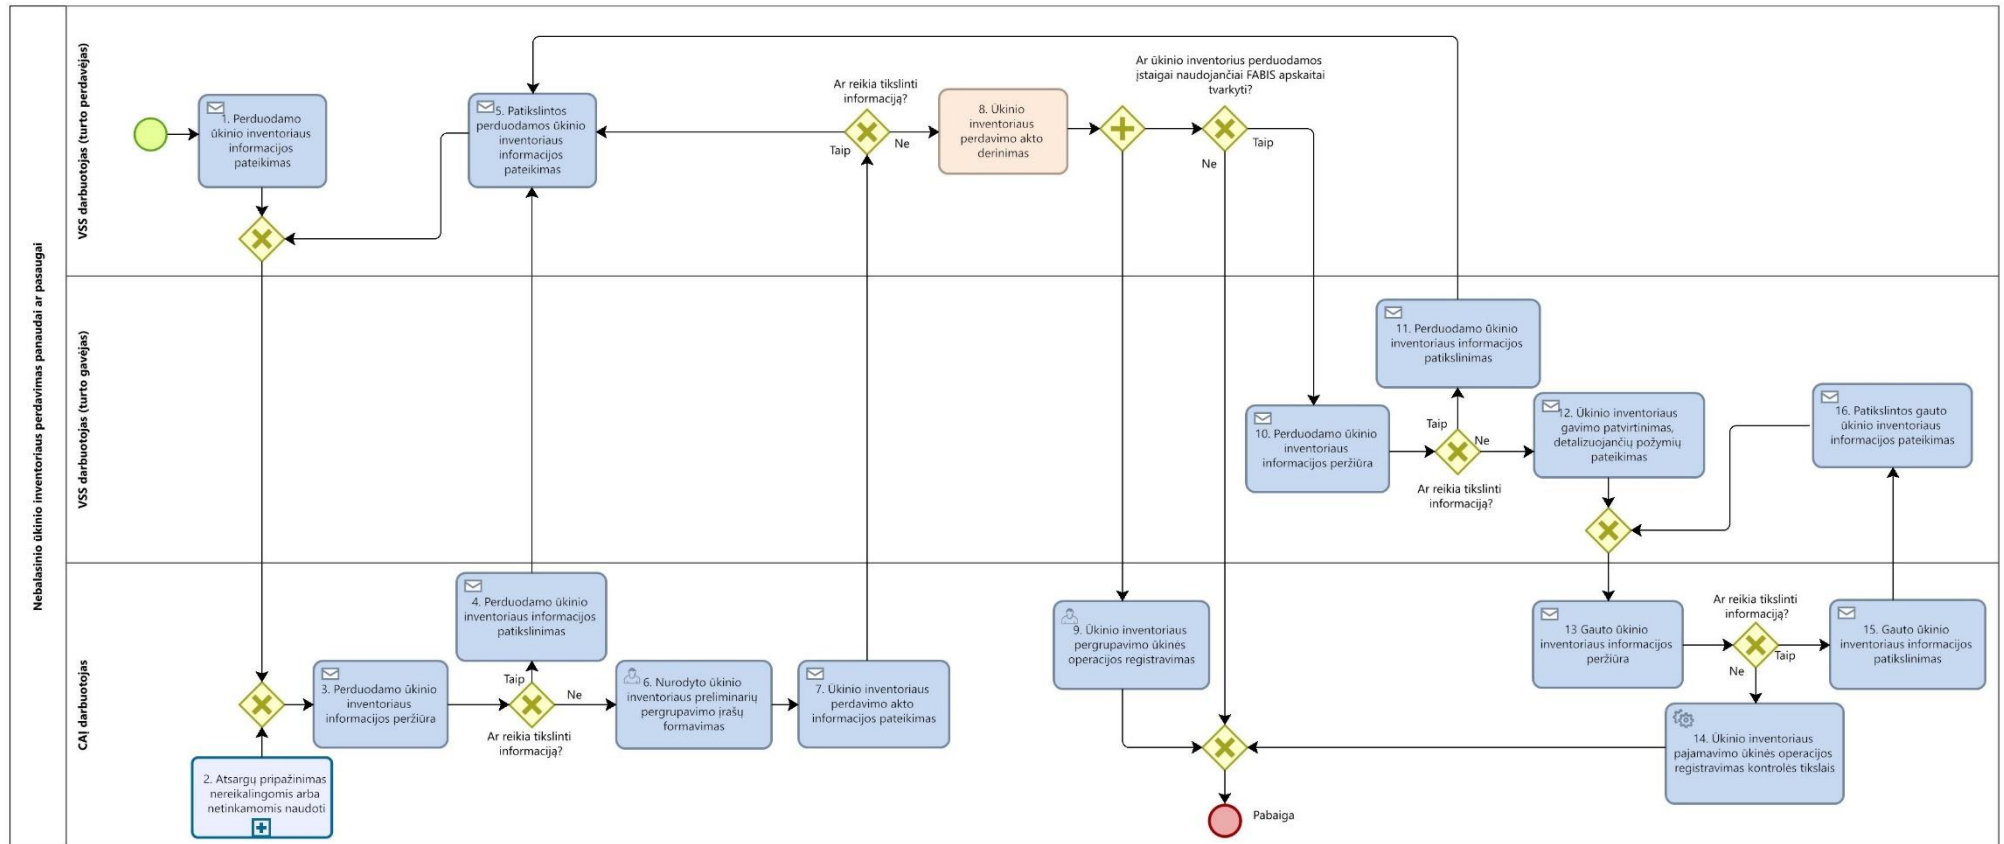 Nebalasinio ūkinio inventoriaus perdavimas panaudai ar pasaugai
VSS darbuotojas (turto perdavėjas)
1. Perduodamo
ūkinio inventoriaus
informacijos
pateikimas
5. Patikslintos
perduodamos ūkinio
inventoriaus
informacijos
pateikimas
Ar reikia tikslinti
informaciją?
Taip
Ne
8. Ūkinio
inventoriaus
perdavimo akto
derinimas
Ar ūkinio inventorius perduodamos
įstaigai naudojančiai FABIS apskaitai
tvarkyti?
Taip
Ne
VSS darbuotojas (turto gavėjas)
10. Perduodamo ūkinio
inventoriaus
informacijos peržiūra
11. Perduodamo ūkinio
inventoriaus informacijos
patikslinimas
Taip
Ne
Ar reikia tikslinti
informaciją?
12. Ūkinio inventoriaus
gavimo patvirtinimas,
detalizuojančių požymių
pateikimas
16. Patikslintos gauto
ūkinio inventoriaus
informacijos pateikimas
CAĮ darbuotojas
2. Atsargų pripažinimas
nereikalingomis arba
netinkamomis naudoti
3. Perduodamo ūkinio
inventoriaus
informacijos peržiūra
4. Perduodamo ūkinio
inventoriaus informacijos
patikslinimas
Taip
Ne
Ar reikia tikslinti
informaciją?
6. Nurodyto ūkinio
inventoriaus preliminarių
pergrupavimo įrašų
formavimas
7. Ūkinio inventoriaus
perdavimo akto
informacijos pateikimas
9. Ūkinio inventoriaus
pergrupavimo ūkinės
operacijos registravimas
13 Gauto ūkinio
inventoriaus informacijos
peržiūra
Ar reikia tikslinti
informaciją?
Taip
Ne
15. Gauto ūkinio
inventoriaus informacijos
patikslinimas
14. Ūkinio inventoriaus
pajamavimo ūkinės operacijos
registravimas kontrolės tikslais
Pabaiga